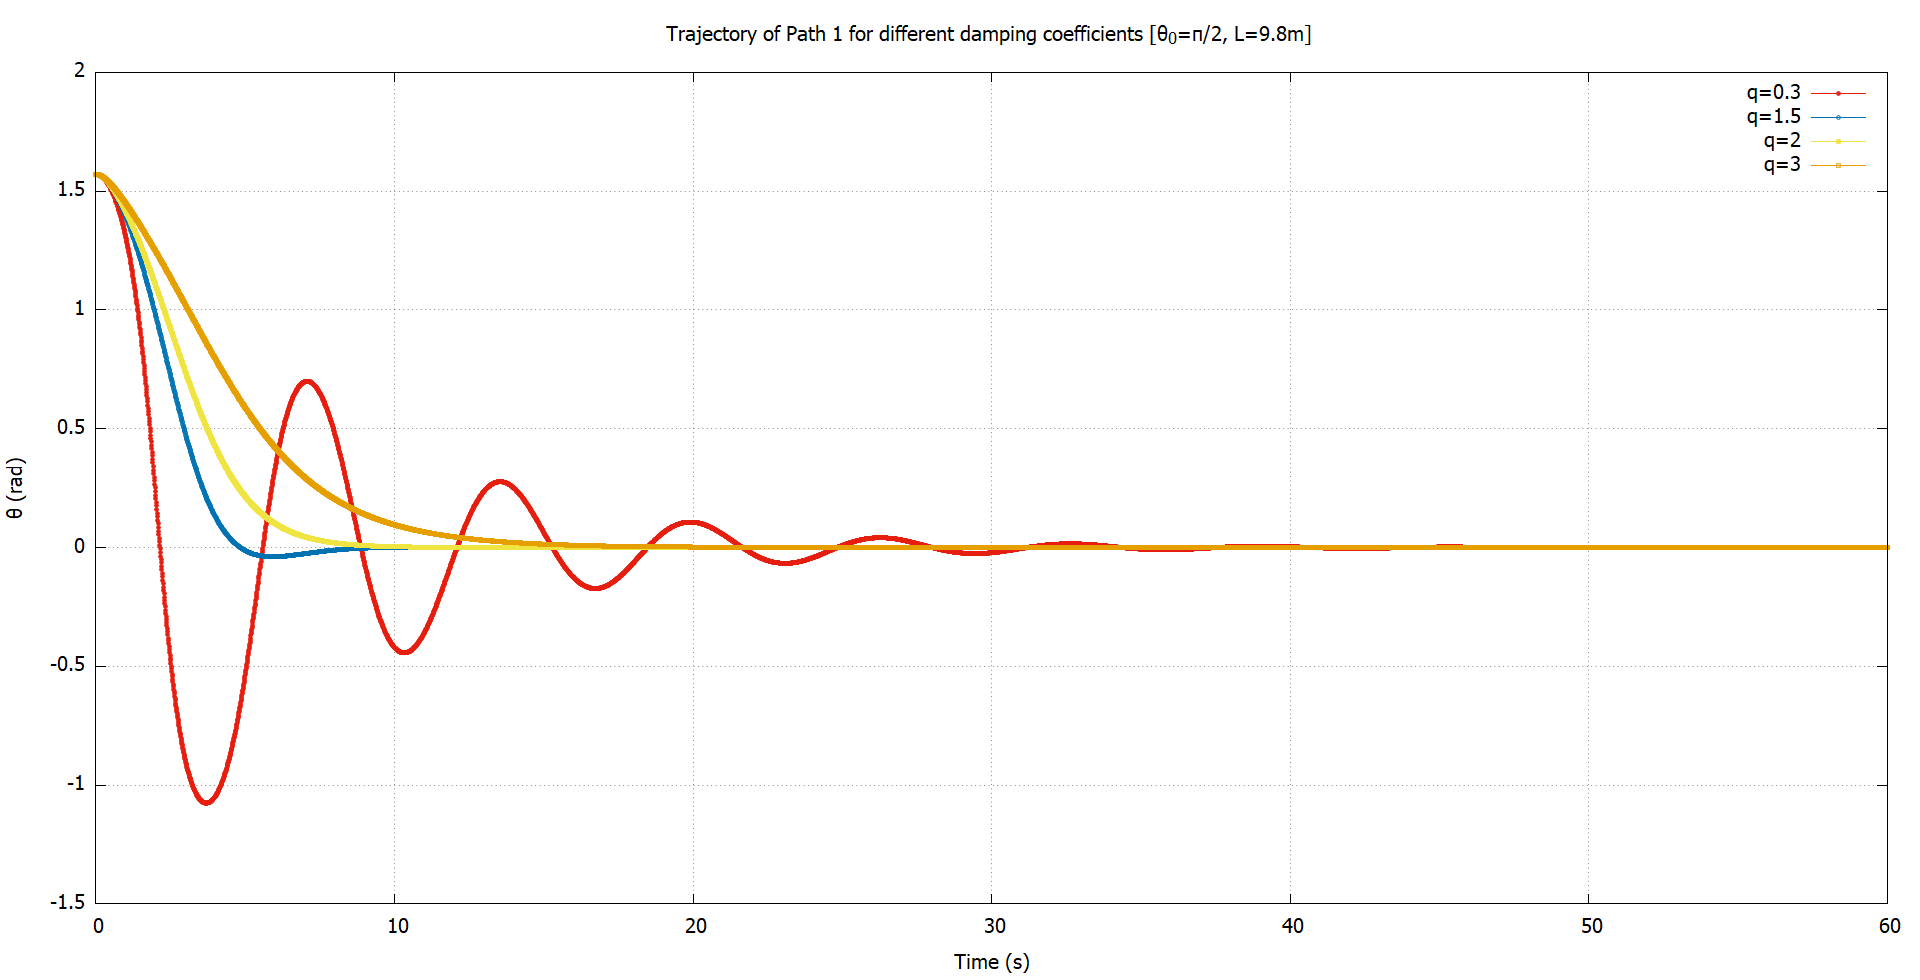 Trajectory of Path 1 for different damping coefficients [θ₀=π/2, L=9.8m]
2
1.5
1
0.5
0
-0.5
-1
-1.5
θ (rad)
q=0.3
q=1.5
q=2
q=3
0 10 20 30 40 50 60
Time (s)